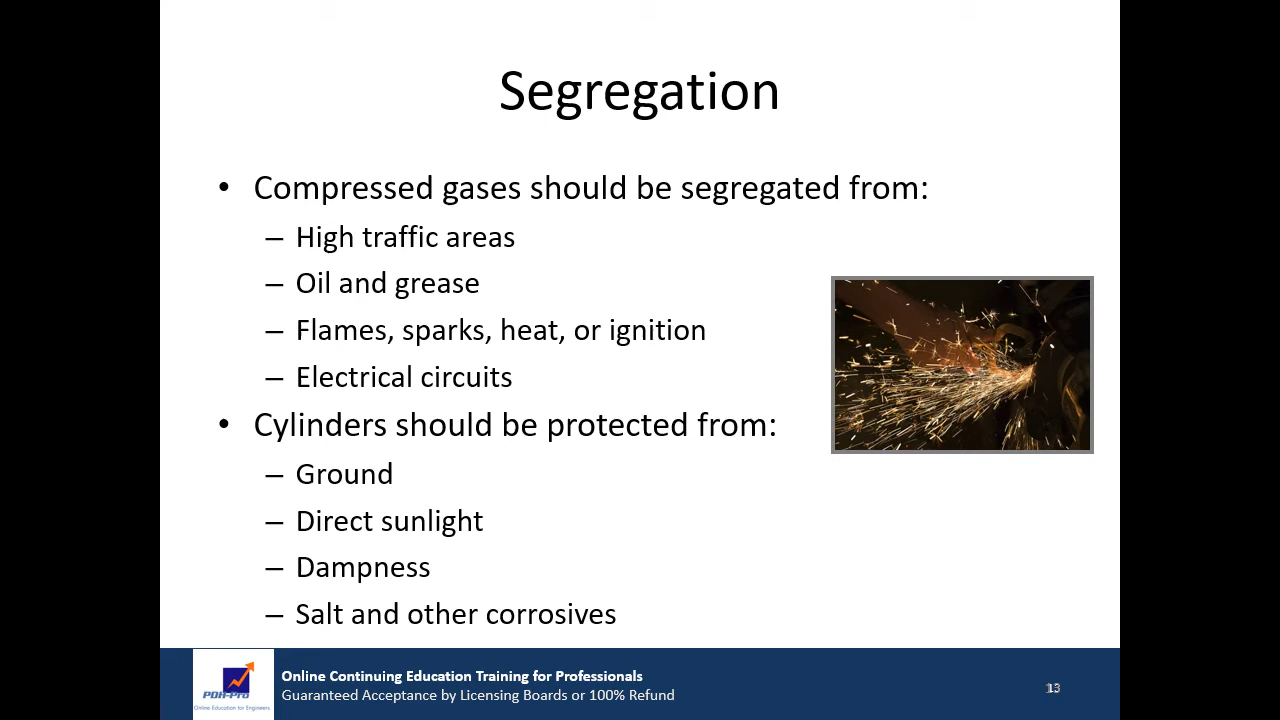 Segregation
• Compressed gases should be segregated from:
– High traffic areas
– Oil and grease
– Flames, sparks, heat, or ignition
– Electrical circuits
• Cylinders should be protected from:
– Ground
– Direct sunlight
– Dampness
– Salt and other corrosives
PDH-Pro
Online Education for Engineers
Online Continuing Education Training for Professionals
Guaranteed Acceptance by Licensing Boards or 100% Refund
13